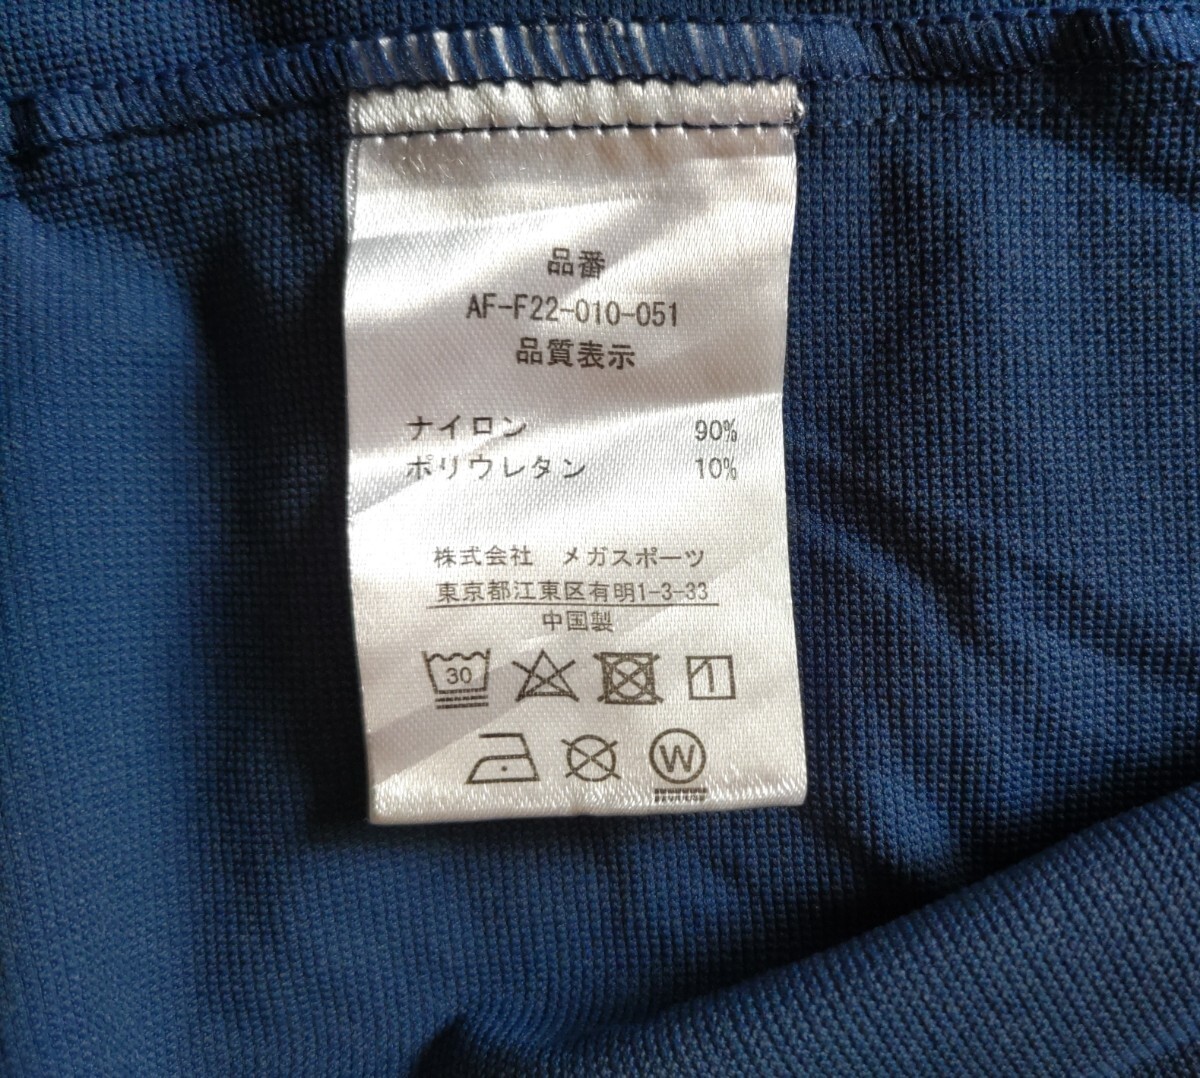 品番
AF-F22-010-051
品質表示
ナイロン 90%
ポリウレタン 10%
株式会社 メガスポーツ
東京都江東区有明1-3-33
中国製
30
W